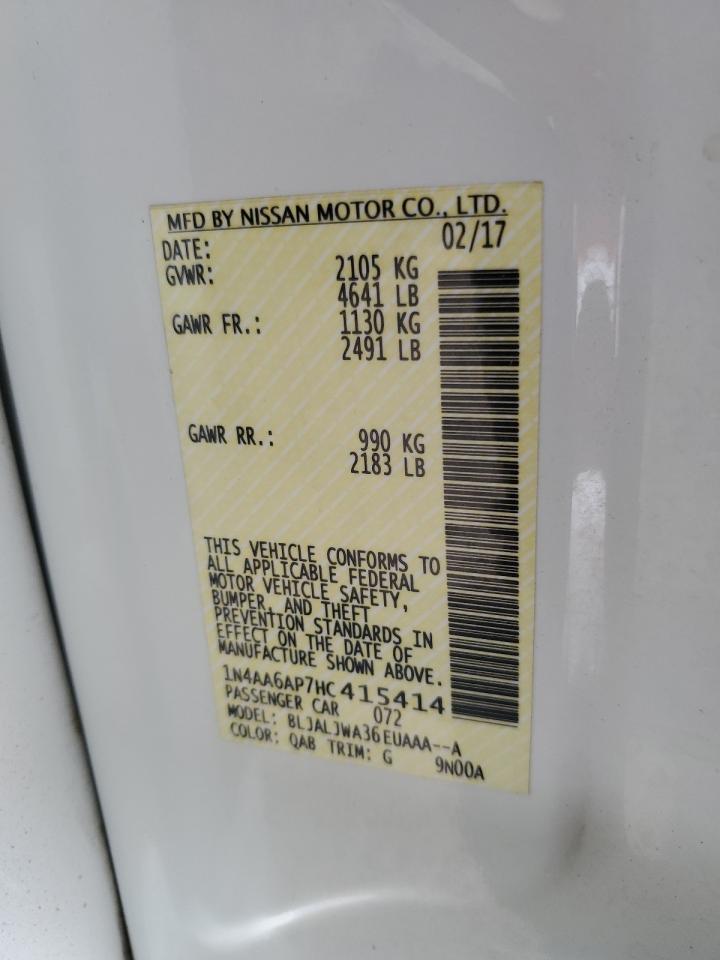 MFD BY NISSAN MOTOR CO., LTD.
DATE: 02/17
GVWR: 2105 KG
4641 LB
GAWR FR.: 1130 KG
2491 LB
GAWR RR.: 990 KG
2183 LB
THIS VEHICLE CONFORMS TO
ALL APPLICABLE FEDERAL
MOTOR VEHICLE SAFETY,
BUMPER, AND THEFT
PREVENTION STANDARDS IN
EFFECT ON THE DATE OF
MANUFACTURE SHOWN ABOVE.
1N4AA6AP7HC415414
PASSENGER CAR 072
MODEL: BLJALJWA36EUAAA--A
COLOR: QAB TRIM: G 9N00A